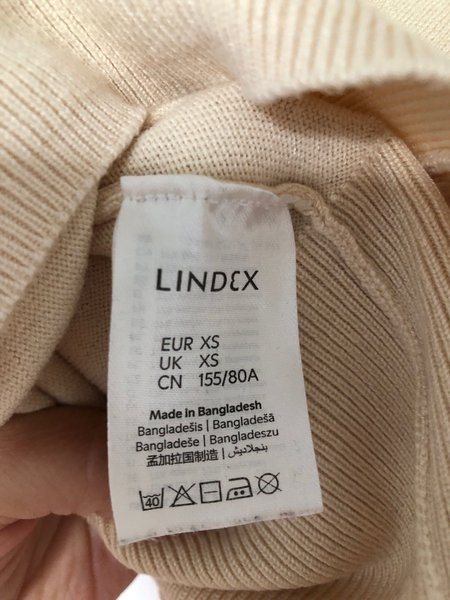 LINDEX
EUR XS
UK XS
CN 155/80A
Made in Bangladesh
Bangladešis | Bangladešā
Bangladeše | Bangladeszu
孟加拉国制造 | بنجلاديش
40